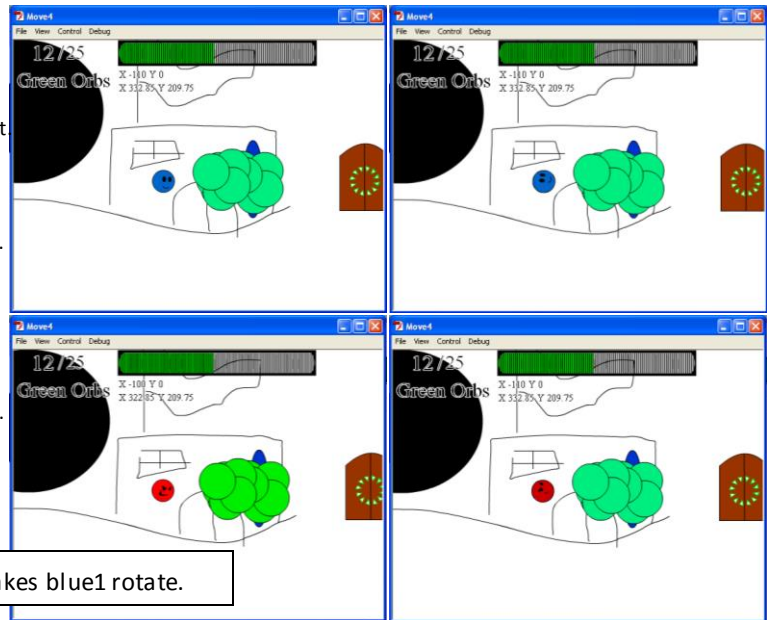 Move4
File View Control Debug
12/25
Green Orbs
X -110 Y 0
X 332.85 Y 209.75
Move4
File View Control Debug
12/25
Green Orbs
X -110 Y 0
X 332.85 Y 209.75
Move4
File View Control Debug
12/25
Green Orbs
X -100 Y 0
X 322.85 Y 209.75
Move4
File View Control Debug
12/25
Green Orbs
X -110 Y 0
X 332.85 Y 209.75
blue1 rotate.